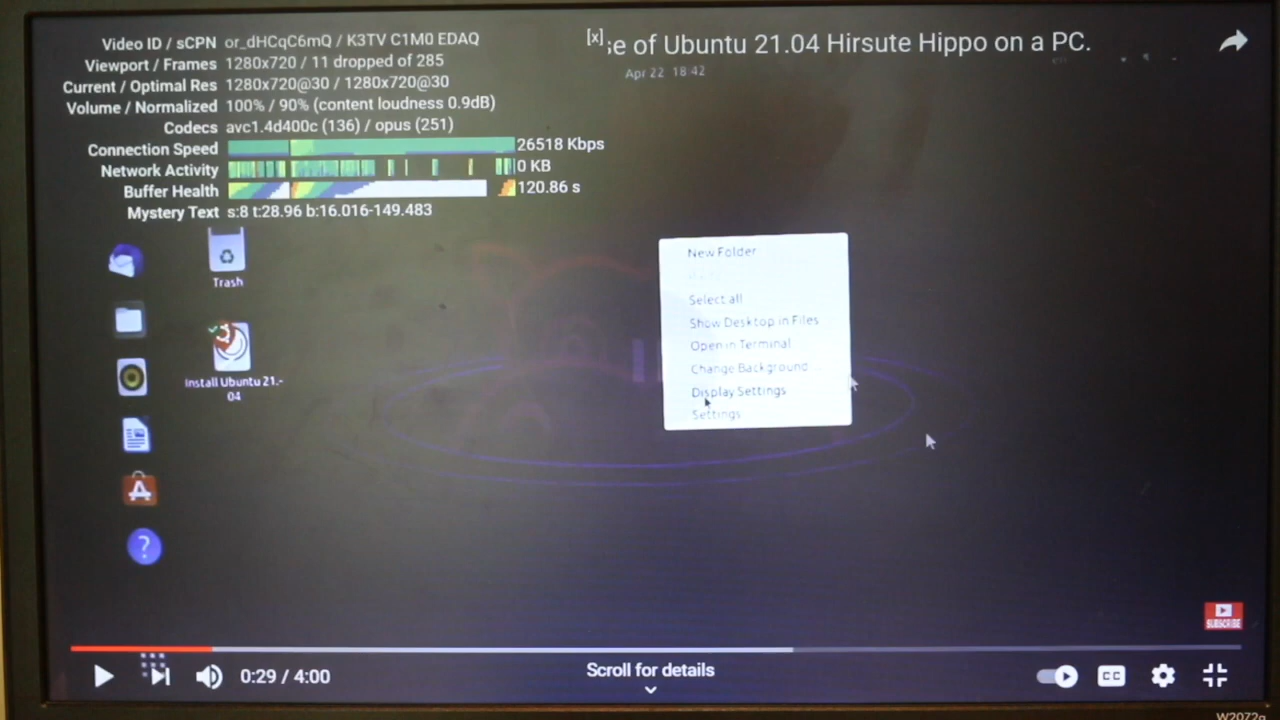 Video ID / sCPN or_dHCqC6mQ / K3TV C1M0 EDAQ
[x] ;e of Ubuntu 21.04 Hirsute Hippo on a PC.
Viewport / Frames 1280x720 / 11 dropped of 285
Apr 22 18:42
Current / Optimal Res 1280x720@30 / 1280x720@30
Volume / Normalized 100% / 90% (content loudness 0.9dB)
Codecs avc1.4d400c (136) / opus (251)
Connection Speed 26518 Kbps
Network Activity 0 KB
Buffer Health 120.86 s
Mystery Text s:8 t:28.96 b:16.016-149.483
Trash
Install Ubuntu 21.-
04
New Folder
Select all
Show Desktop in Files
Open in Terminal
Change Background
Display Settings
Settings
SUBSCRIBE
0:29 / 4:00
Scroll for details
CC
W2072a